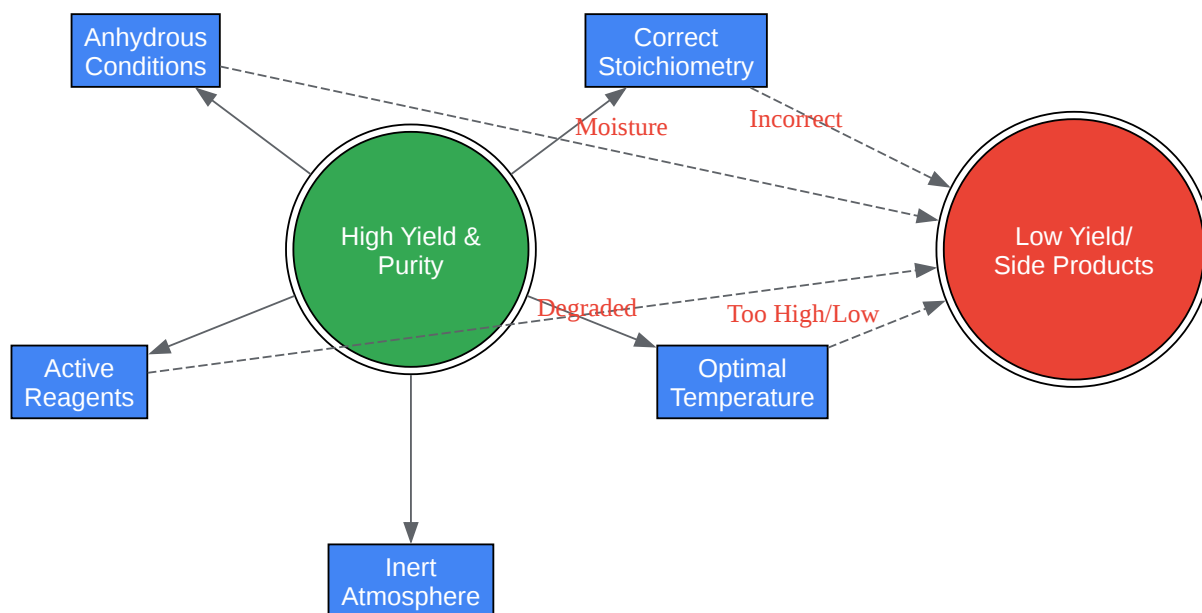 Anhydrous
Conditions
Correct
Stoichiometry
Moisture
Incorrect
High Yield &
Purity
Low Yield/
Side Products
Degraded
Too High/Low
Active
Reagents
Optimal
Temperature
Inert
Atmosphere